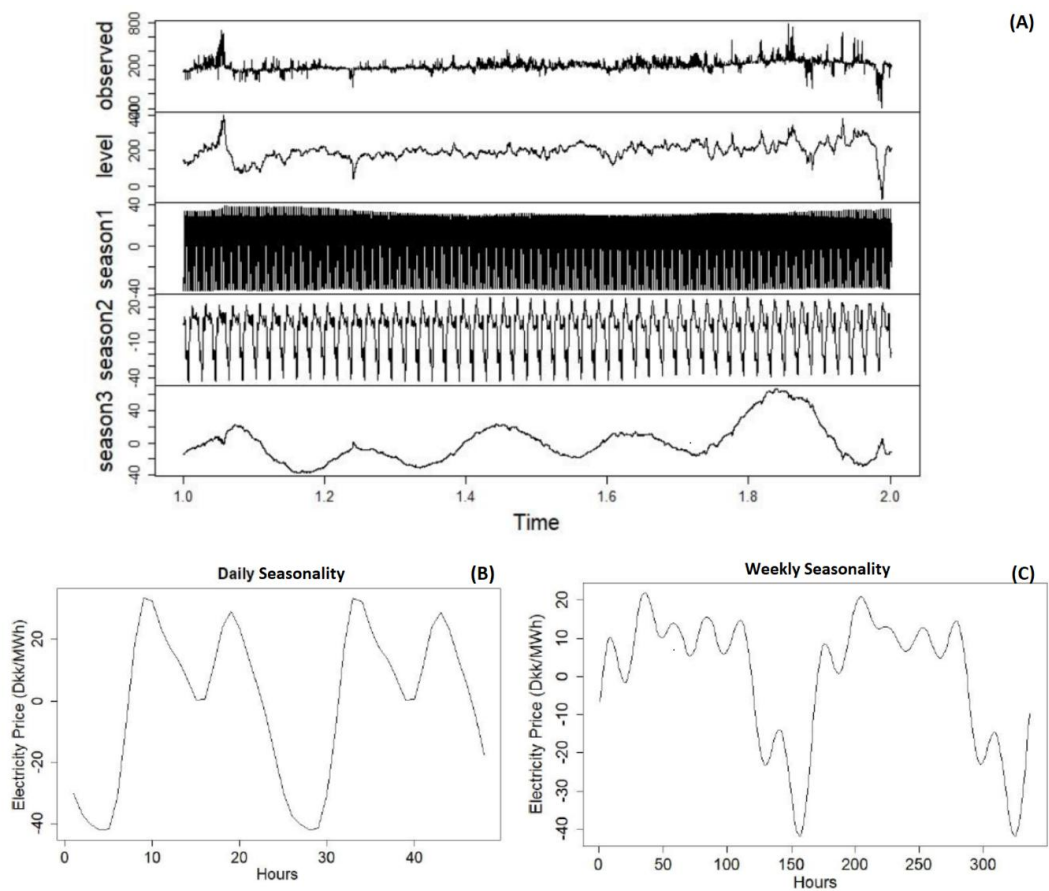 (A)
observed
800
200
400
level
400
200
0
season1
40
0
-40
season2
20
-10
-40
season3
40
0
-40
1.0 1.2 1.4 1.6 1.8 2.0
Time
Daily Seasonality (B)
Electricity Price (Dkk/MWh)
20
0
-20
-40
0 10 20 30 40
Hours
Weekly Seasonality (C)
Electricity Price (Dkk/MWh)
20
10
0
-10
-20
-30
-40
0 50 100 150 200 250 300
Hours